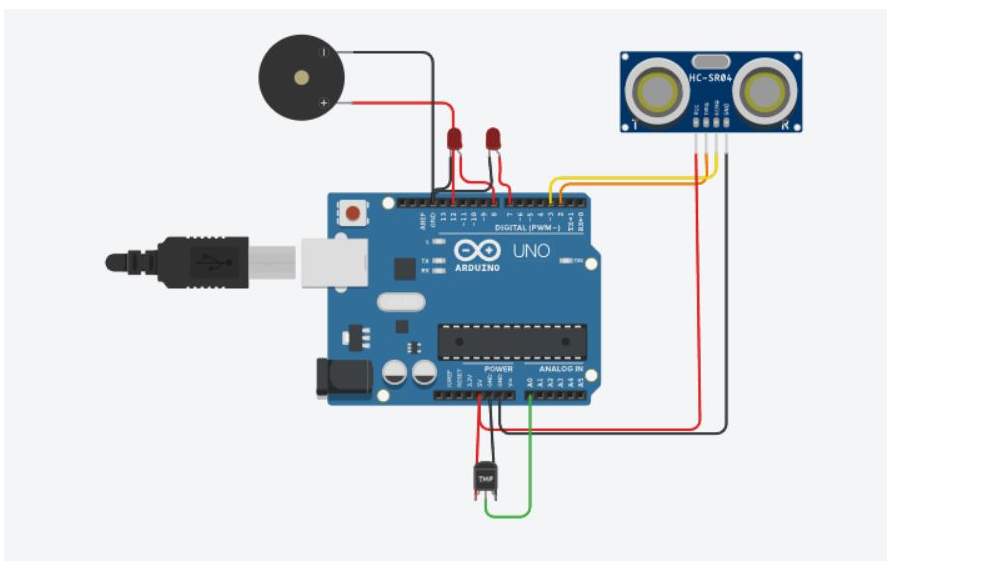 HC-SR04
VCC
TRIG
ECHO
GND
T
R
AREF
GND
13
12
~11
~10
~9
8
7
~6
~5
4
~3
2
TX→1
RX←0
DIGITAL (PWM~)
L
TX
RX
UNO
ARDUINO
ON
POWER
ANALOG IN
IOREF
RESET
3.3V
5V
GND
GND
Vin
A0
A1
A2
A3
A4
A5
TMP